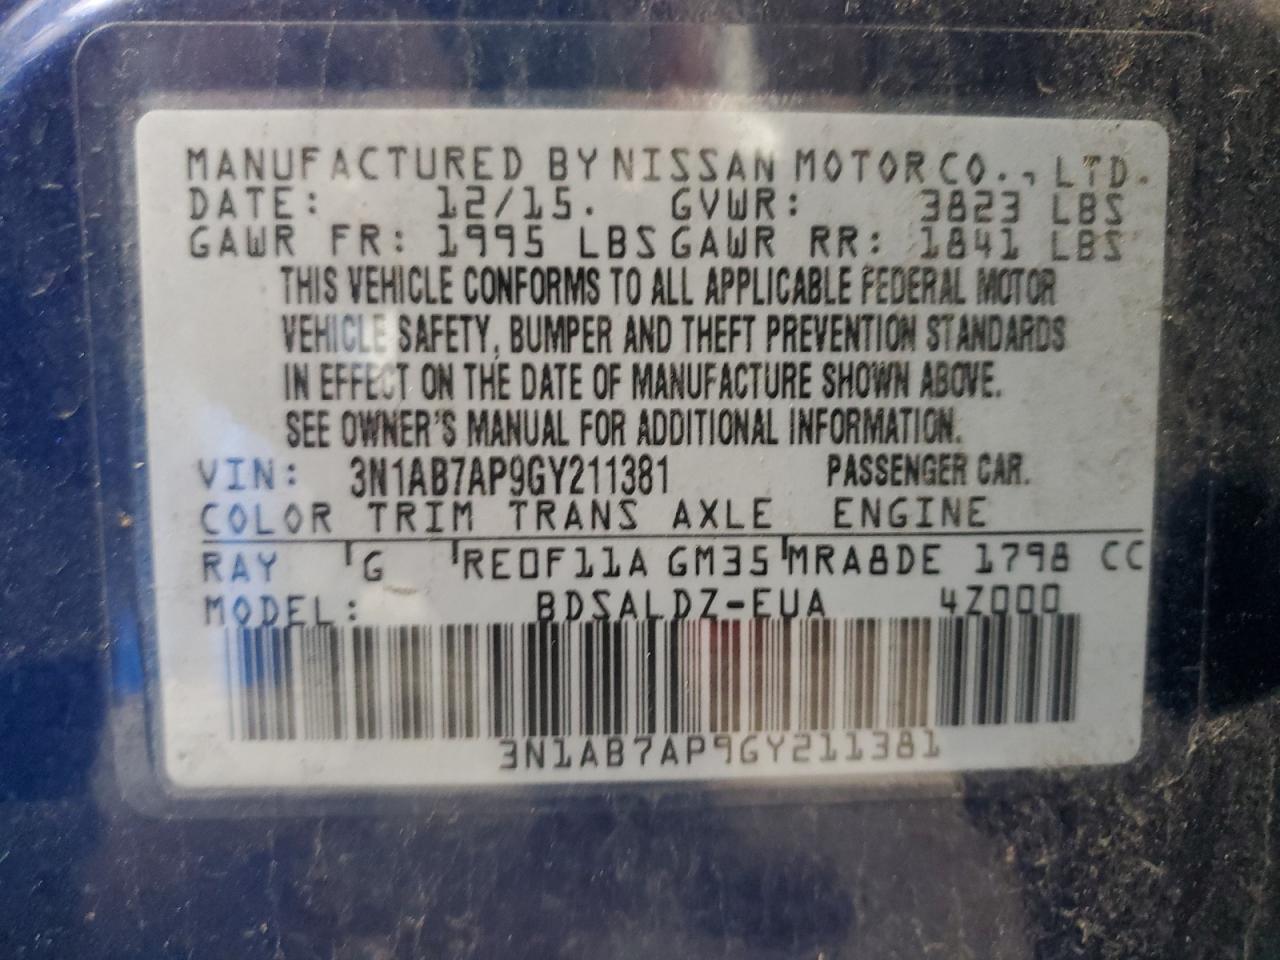 MANUFACTURED BY NISSAN MOTOR CO., LTD.
DATE: 12/15. GVWR: 3823 LBS
GAWR FR: 1995 LBS GAWR RR: 1841 LBS
THIS VEHICLE CONFORMS TO ALL APPLICABLE FEDERAL MOTOR
VEHICLE SAFETY, BUMPER AND THEFT PREVENTION STANDARDS
IN EFFECT ON THE DATE OF MANUFACTURE SHOWN ABOVE.
SEE OWNER'S MANUAL FOR ADDITIONAL INFORMATION.
VIN: 3N1AB7AP9GY211381 PASSENGER CAR.
COLOR TRIM TRANS AXLE ENGINE
RAY G RE0F11A GM35 MRA8DE 1798 CC
MODEL: BDSALDZ-EUA 4Z000
3N1AB7AP9GY211381